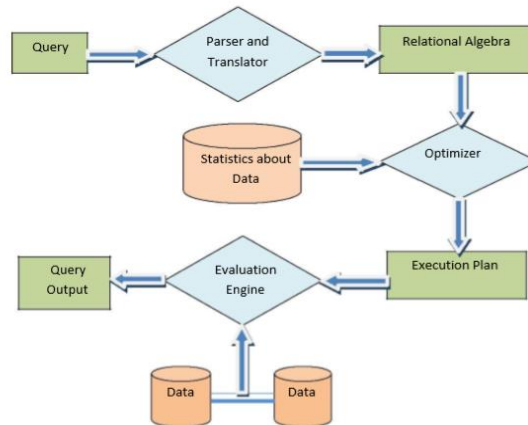 Query
Parser and
Translator
Relational Algebra
Statistics about
Data
Optimizer
Query
Output
Evaluation
Engine
Execution Plan
Data
Data